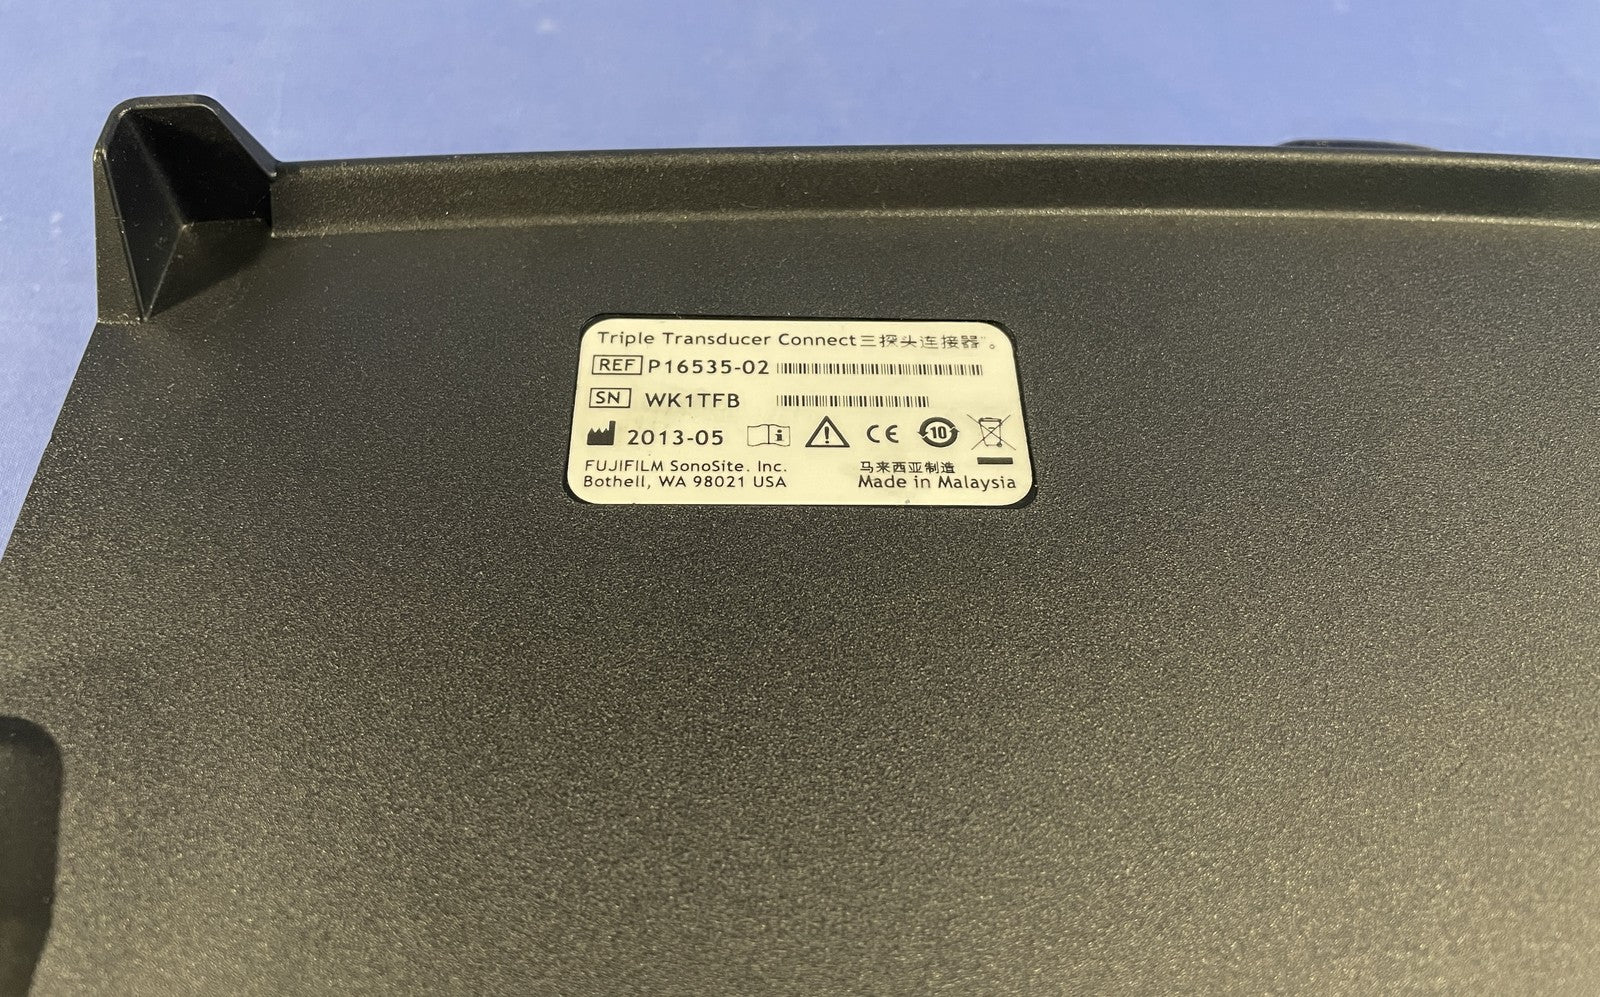 Triple Transducer Connect三探头连接器。
REF P16535-02
SN WK1TFB
2013-05 CE 10
FUJIFILM SonoSite. Inc.
Bothell, WA 98021 USA
马来西亚制造
Made in Malaysia